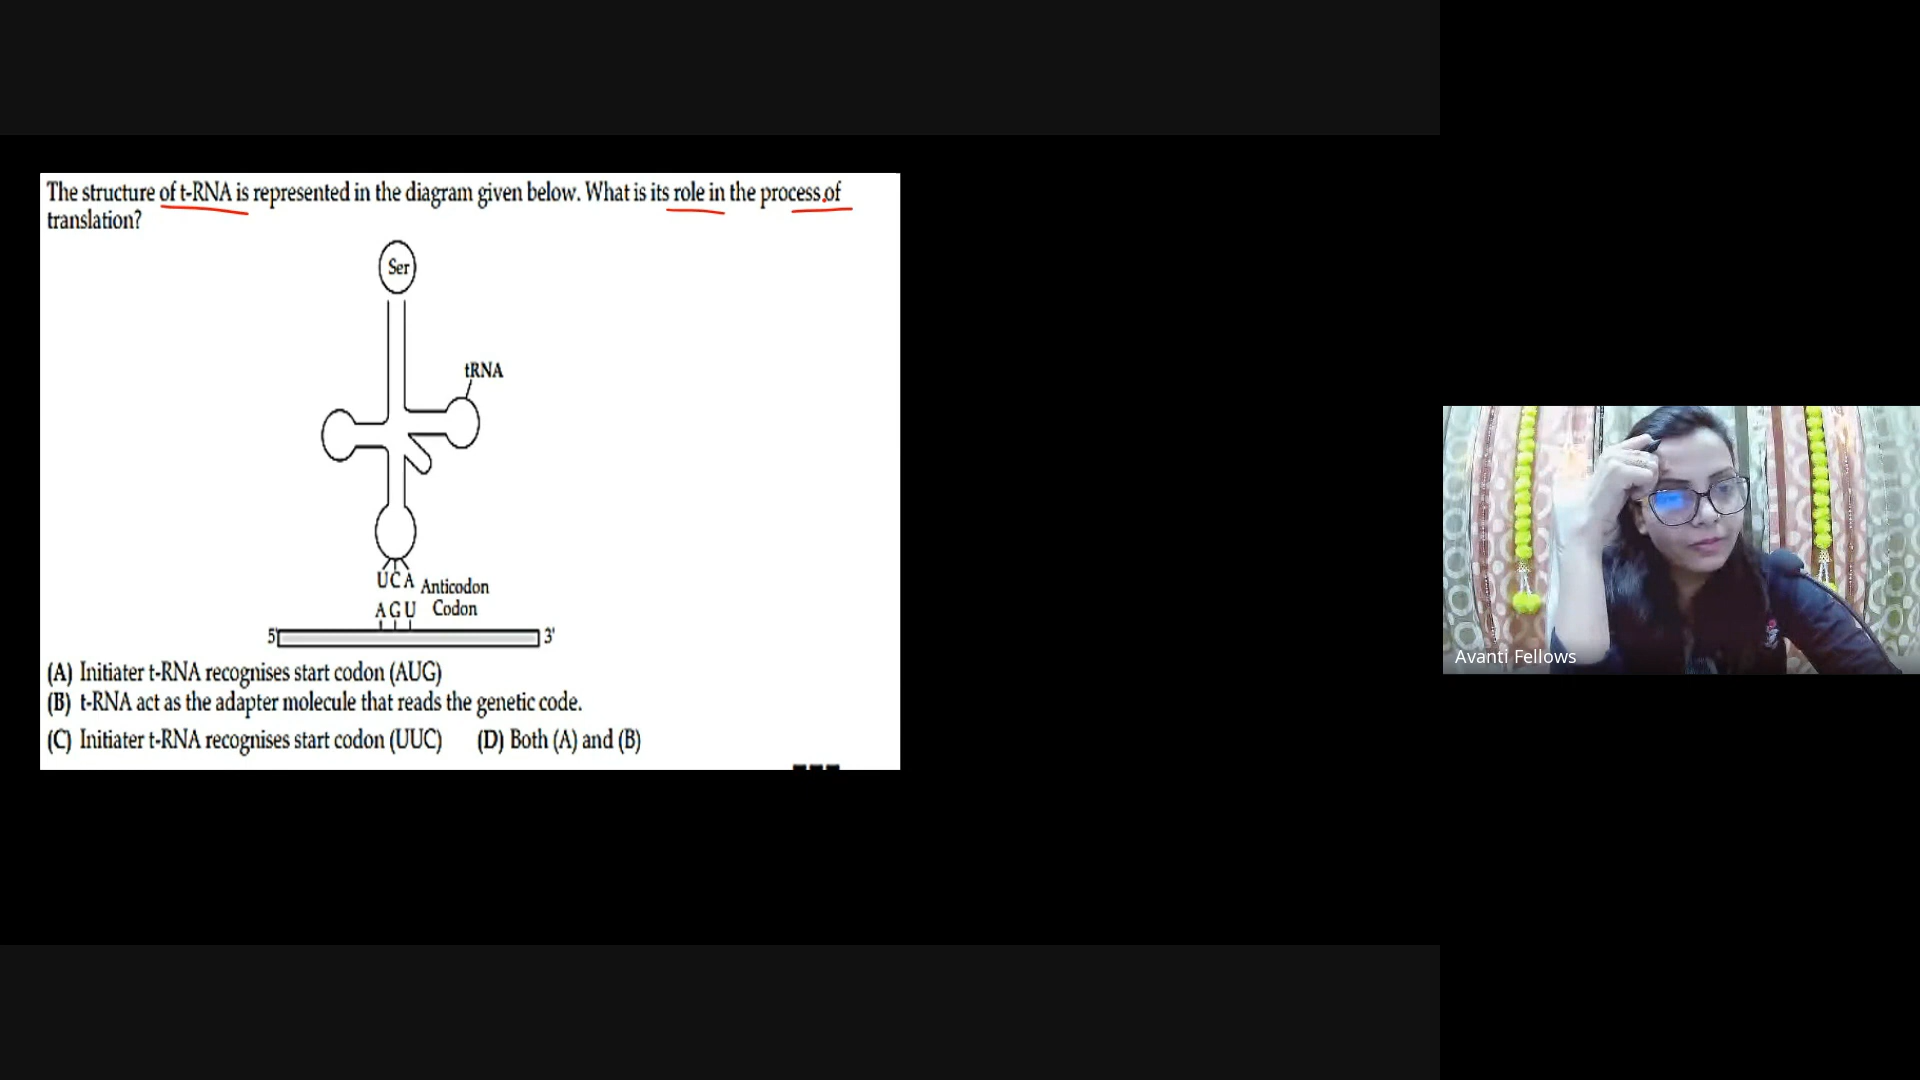 The structure of t-RNA is represented in the diagram given below. What is its role in the process of
translation?
Ser
tRNA
UCA Anticodon
AGU Codon
5' 3'
(A) Initiater t-RNA recognises start codon (AUG)
(B) t-RNA act as the adapter molecule that reads the genetic code.
(C) Initiater t-RNA recognises start codon (UUC) (D) Both (A) and (B)
Avanti Fellows